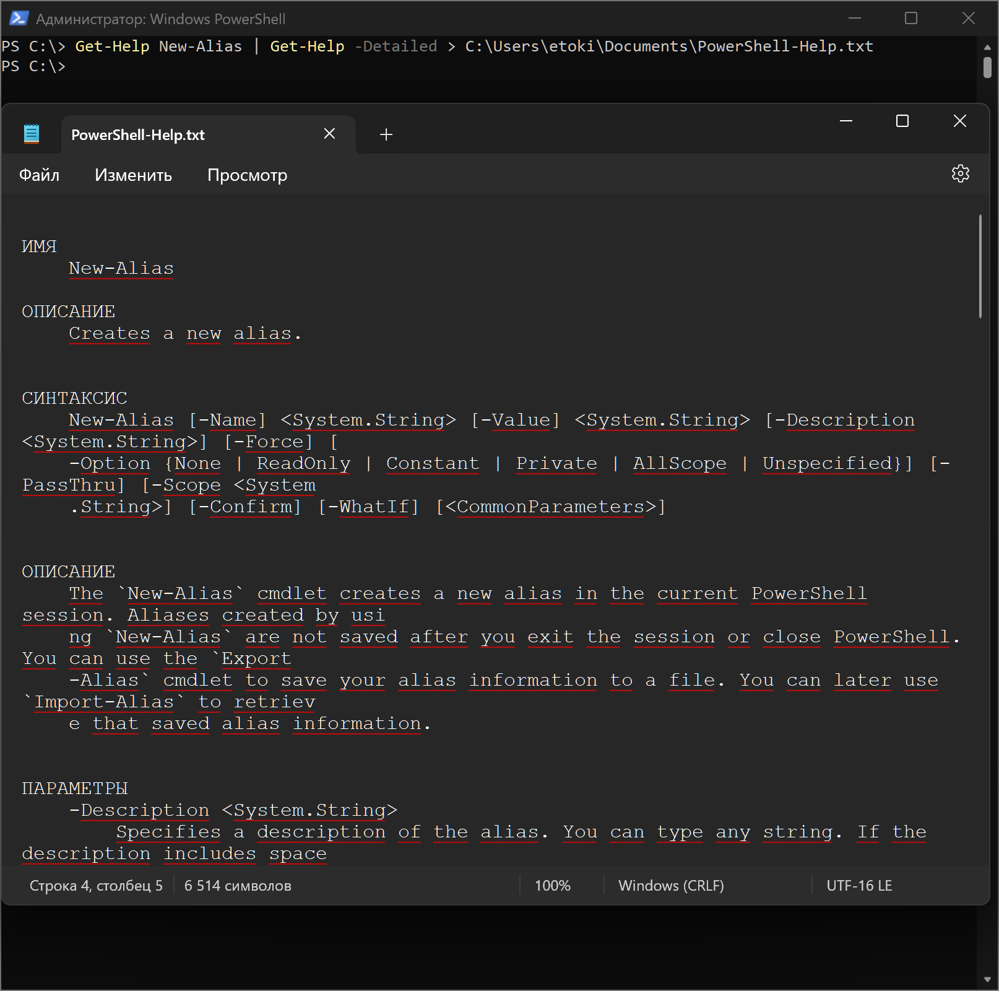 Администратор: Windows PowerShell
PS C:\> Get-Help New-Alias | Get-Help -Detailed > C:\Users\etoki\Documents\PowerShell-Help.txt
PS C:\>
PowerShell-Help.txt
Файл Изменить Просмотр
ИМЯ
New-Alias
ОПИСАНИЕ
Creates a new alias.
СИНТАКСИС
New-Alias [-Name] <System.String> [-Value] <System.String> [-Description
<System.String>] [-Force] [
-Option {None | ReadOnly | Constant | Private | AllScope | Unspecified}] [-
PassThru] [-Scope <System
.String>] [-Confirm] [-WhatIf] [<CommonParameters>]
ОПИСАНИЕ
The `New-Alias` cmdlet creates a new alias in the current PowerShell
session. Aliases created by usi
ng `New-Alias` are not saved after you exit the session or close PowerShell.
You can use the `Export
-Alias` cmdlet to save your alias information to a file. You can later use
`Import-Alias` to retriev
e that saved alias information.
ПАРАМЕТРЫ
-Description <System.String>
Specifies a description of the alias. You can type any string. If the
description includes space
Строка 4, столбец 5 6 514 символов 100% Windows (CRLF) UTF-16 LE